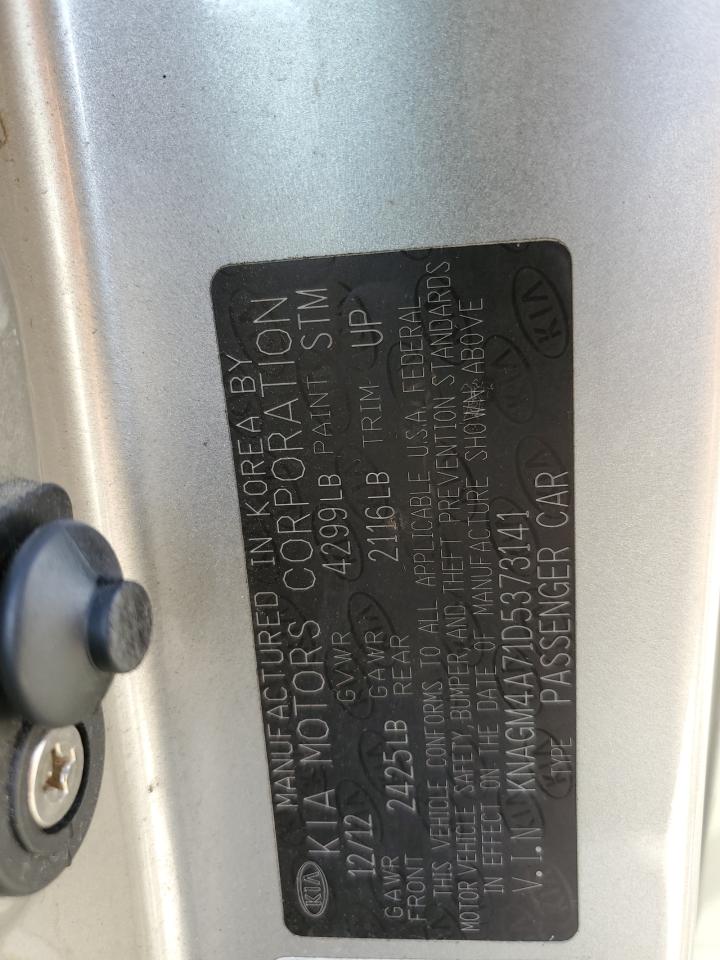 MANUFACTURED IN KOREA BY
KIA KIA MOTORS CORPORATION
12/12 GVWR 4299LB PAINT STM
GAWR FRONT 2425LB GAWR REAR 2116LB TRIM UP
THIS VEHICLE CONFORMS TO ALL APPLICABLE U.S.A. FEDERAL
MOTOR VEHICLE SAFETY, BUMPER, AND THEFT PREVENTION STANDARDS
IN EFFECT ON THE DATE OF MANUFACTURE SHOWN ABOVE
V.I.N KNAGM4A71D5373141
TYPE PASSENGER CAR